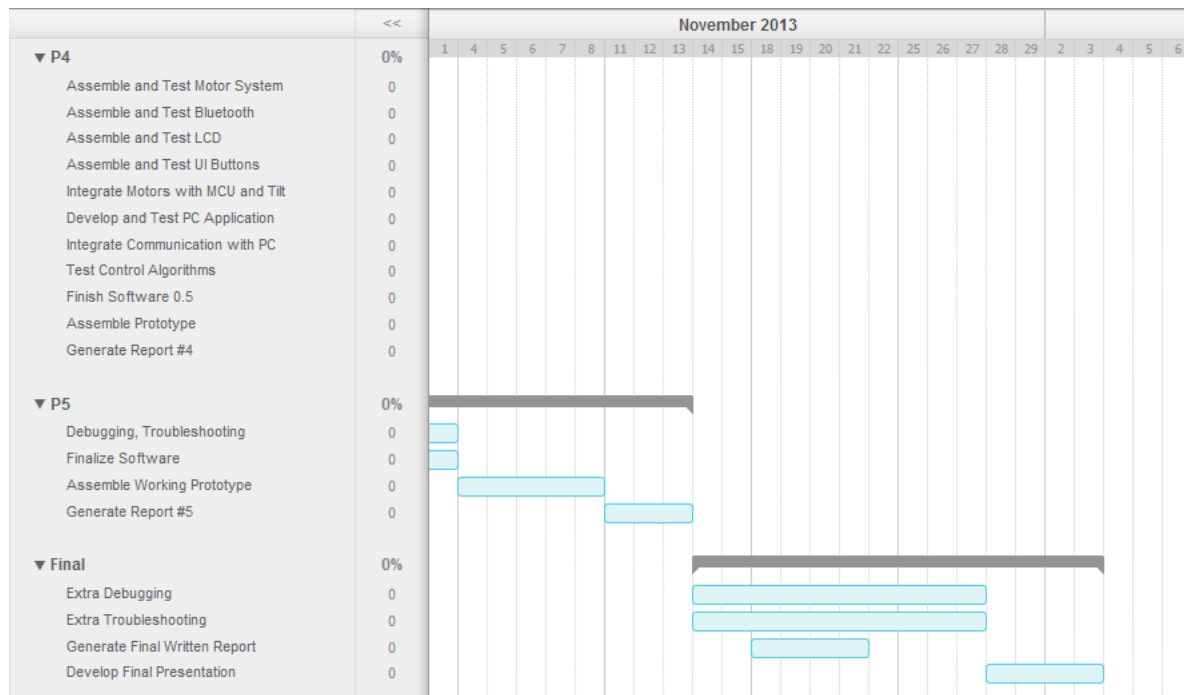 << November 2013
1 4 5 6 7 8 11 12 13 14 15 18 19 20 21 22 25 26 27 28 29 2 3 4 5 6
▼ P4 0%
Assemble and Test Motor System 0
Assemble and Test Bluetooth 0
Assemble and Test LCD 0
Assemble and Test UI Buttons 0
Integrate Motors with MCU and Tilt 0
Develop and Test PC Application 0
Integrate Communication with PC 0
Test Control Algorithms 0
Finish Software 0.5 0
Assemble Prototype 0
Generate Report #4 0
▼ P5 0%
Debugging, Troubleshooting 0
Finalize Software 0
Assemble Working Prototype 0
Generate Report #5 0
▼ Final 0%
Extra Debugging 0
Extra Troubleshooting 0
Generate Final Written Report 0
Develop Final Presentation 0